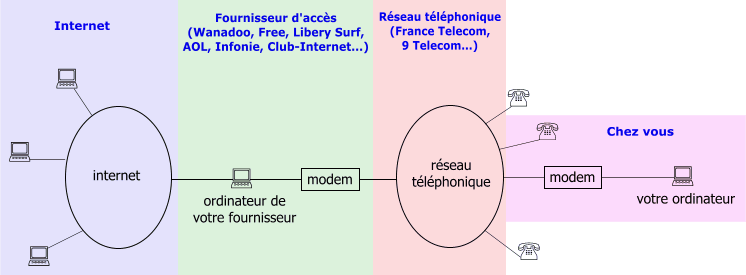 Internet
Fournisseur d'accès
(Wanadoo, Free, Libery Surf,
AOL, Infonie, Club-Internet...)
Réseau téléphonique
(France Telecom,
9 Telecom...)
Chez vous
internet
ordinateur de
votre fournisseur
modem
réseau
téléphonique
modem
votre ordinateur